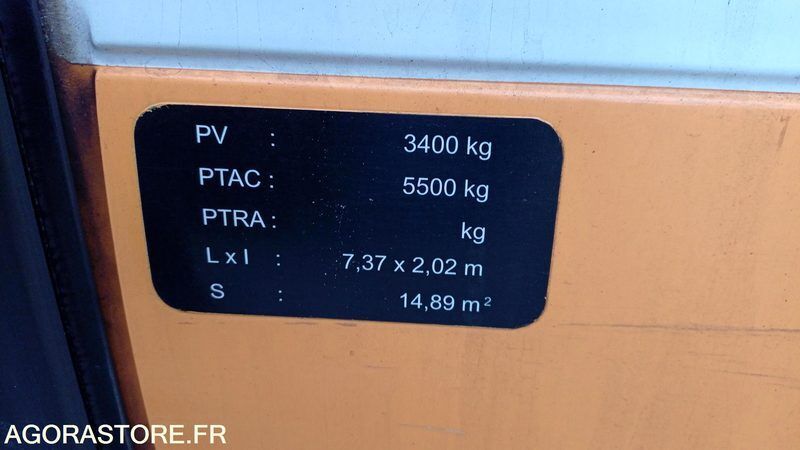 PV : 3400 kg
PTAC : 5500 kg
PTRA : kg
L x l : 7,37 x 2,02 m
S : 14,89 m²
AGORASTORE.FR